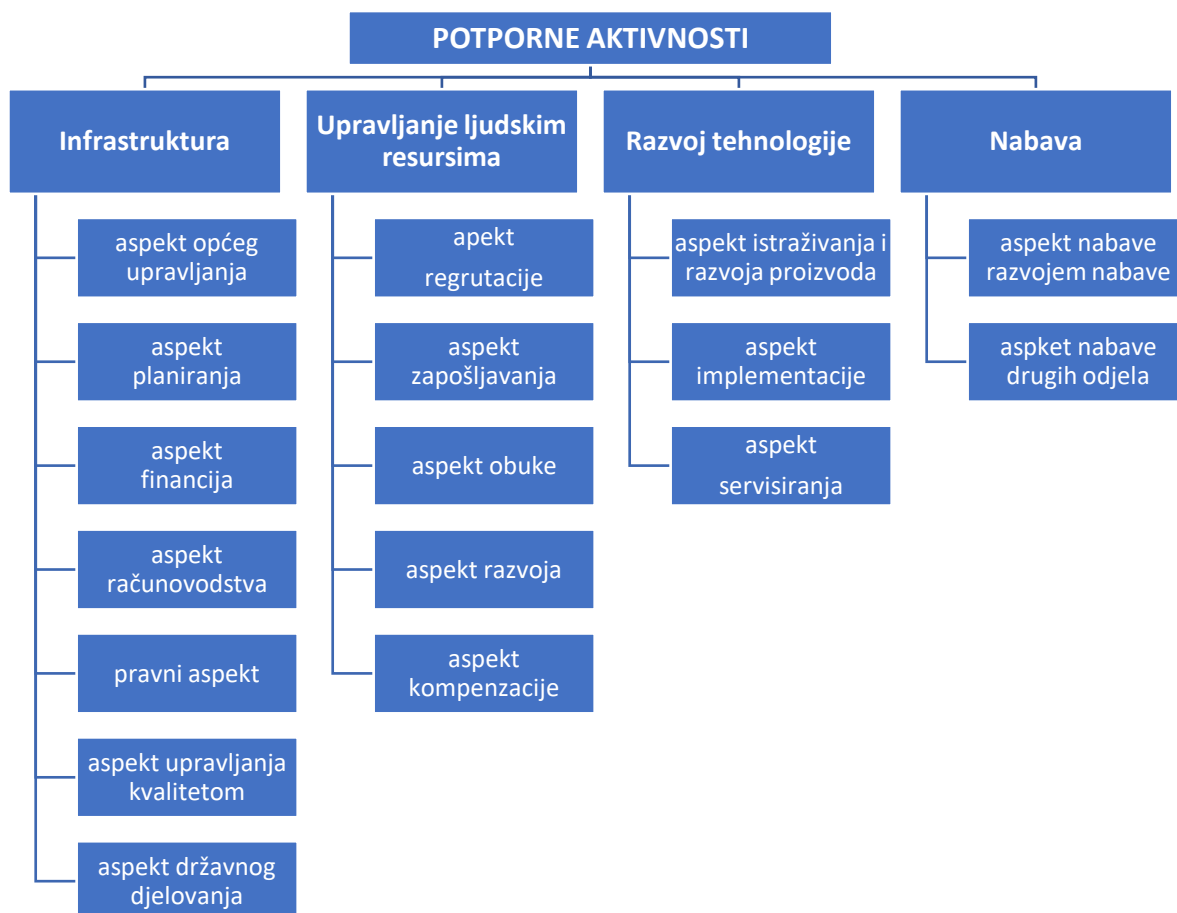 POTPORNE AKTIVNOSTI
Infrastruktura
aspekt općeg
upravljanja
aspekt
planiranja
aspekt
financija
aspekt
računovodstva
pravni aspekt
aspekt upravljanja
kvalitetom
aspekt državnog
djelovanja
Upravljanje ljudskim
resursima
apekt
regrutacije
aspekt
zapošljavanja
aspekt obuke
aspekt razvoja
aspekt
kompenzacije
Razvoj tehnologije
aspekt istraživanja i
razvoja proizvoda
aspekt
implementacije
aspekt
servisiranja
Nabava
aspekt nabave
razvojem nabave
aspket nabave
drugih odjela